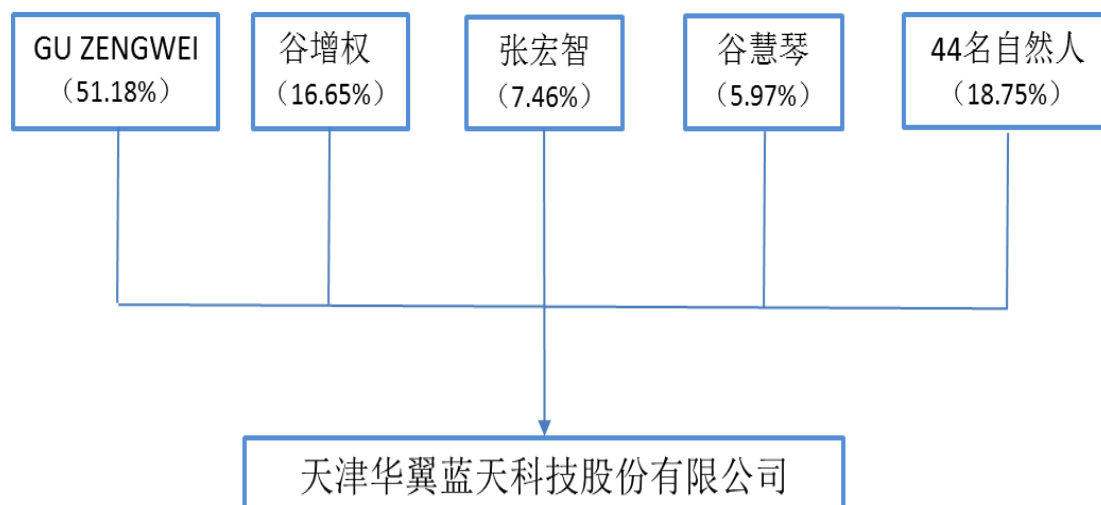 GU ZENGWEI
（51.18%）
谷增权
（16.65%）
张宏智
（7.46%）
谷慧琴
（5.97%）
44名自然人
（18.75%）
天津华翼蓝天科技股份有限公司